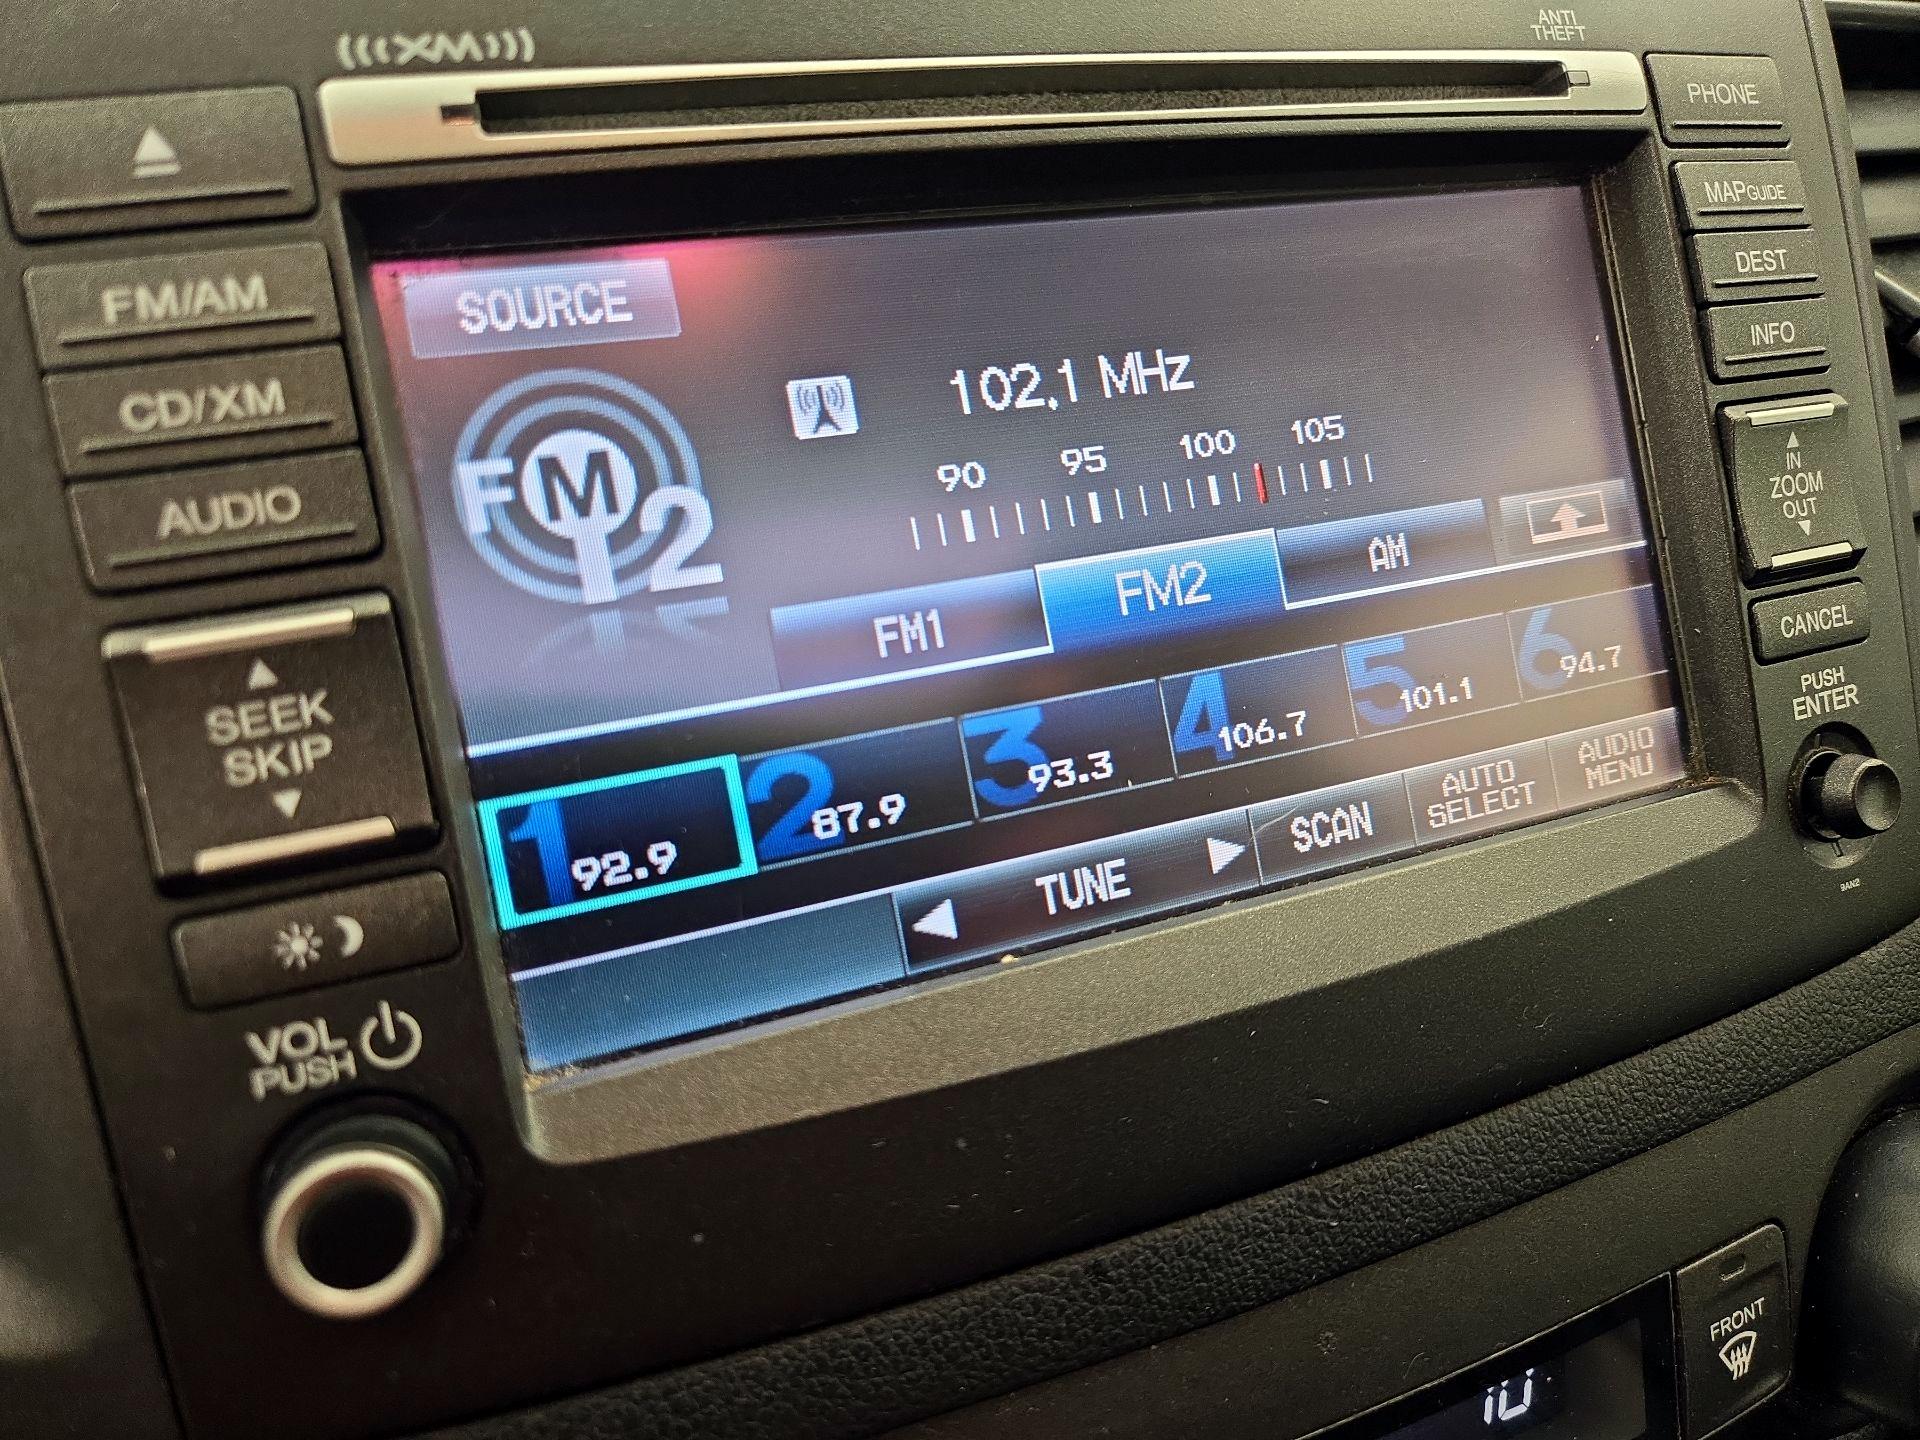 XM
ANTI
THEFT
PHONE
MAP GUIDE
DEST
INFO
IN
ZOOM
OUT
CANCEL
PUSH
ENTER
9AN2
FM/AM
CD/XM
AUDIO
SEEK
SKIP
VOL
PUSH
SOURCE
FM2
102.1 MHz
90 95 100 105
FM1 FM2 AM
1 92.9 2 87.9 3 93.3 4 106.7 5 101.1 6 94.7
TUNE SCAN
AUTO
SELECT
AUDIO
MENU
FRONT